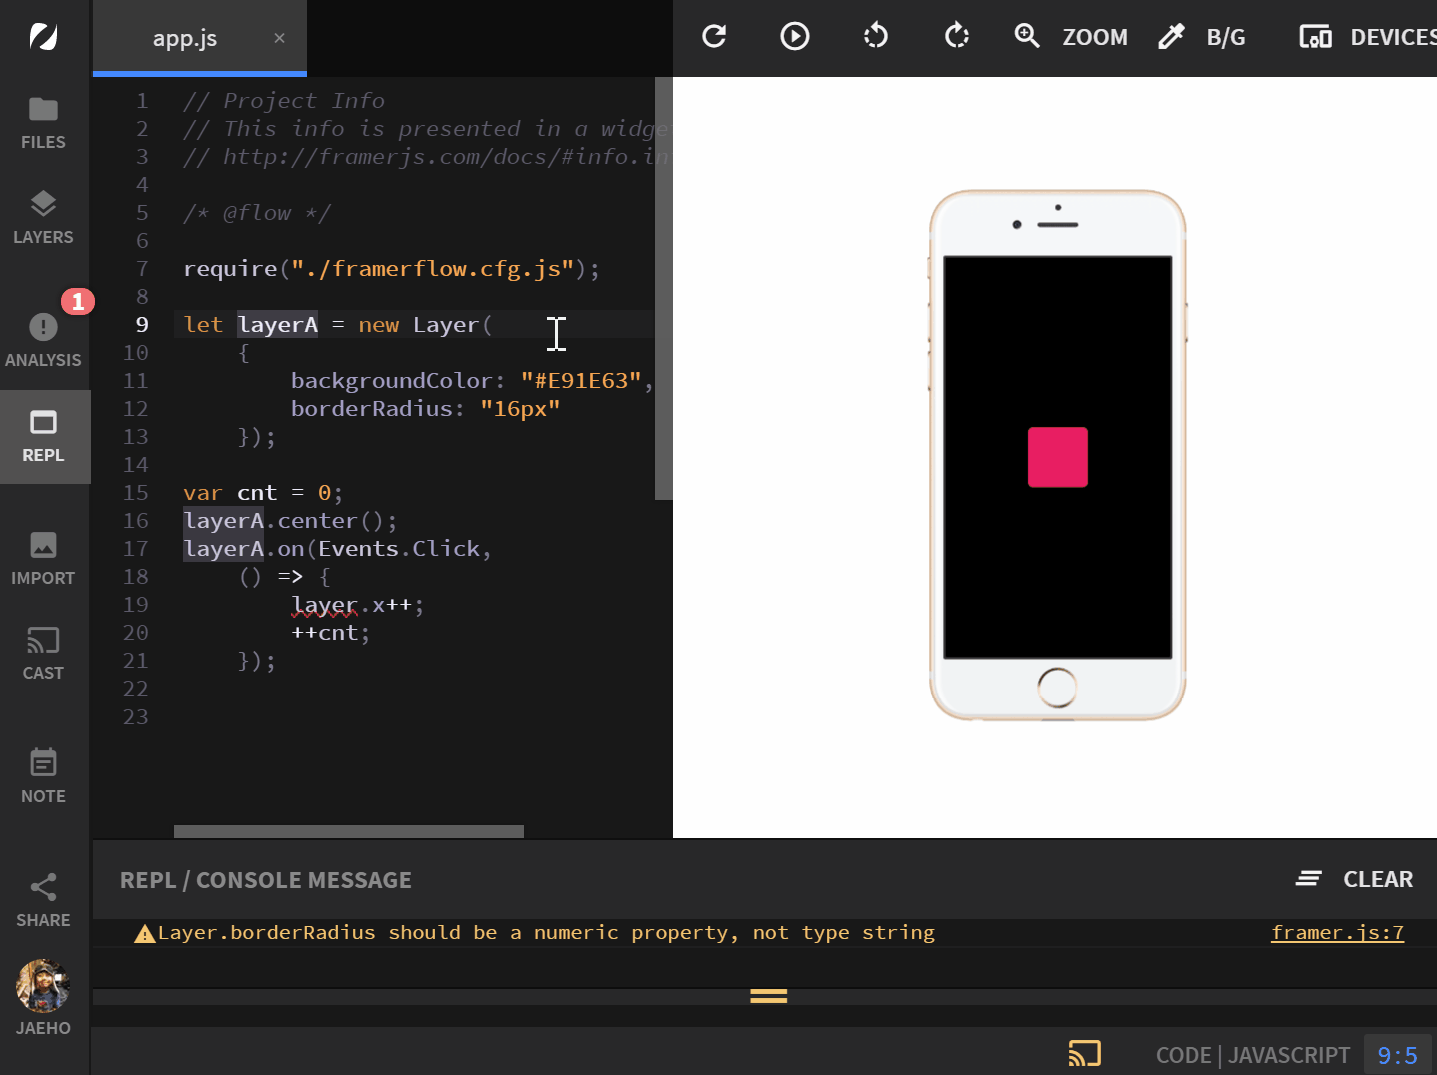 app.js ×
ZOOM
B/G
DEVICES
FILES
LAYERS
1
ANALYSIS
REPL
IMPORT
CAST
NOTE
SHARE
JAEHO
1 // Project Info
2 // This info is presented in a widge
3 // http://framerjs.com/docs/#info.in
4
5 /* @flow */
6
7 require("./framerflow.cfg.js");
8
9 let layerA = new Layer(
10 {
11 backgroundColor: "#E91E63",
12 borderRadius: "16px"
13 });
14
15 var cnt = 0;
16 layerA.center();
17 layerA.on(Events.Click,
18 () => {
19 layer.x++;
20 ++cnt;
21 });
22
23
REPL / CONSOLE MESSAGE
CLEAR
Layer.borderRadius should be a numeric property, not type string
framer.js:7
CODE | JAVASCRIPT
9:5